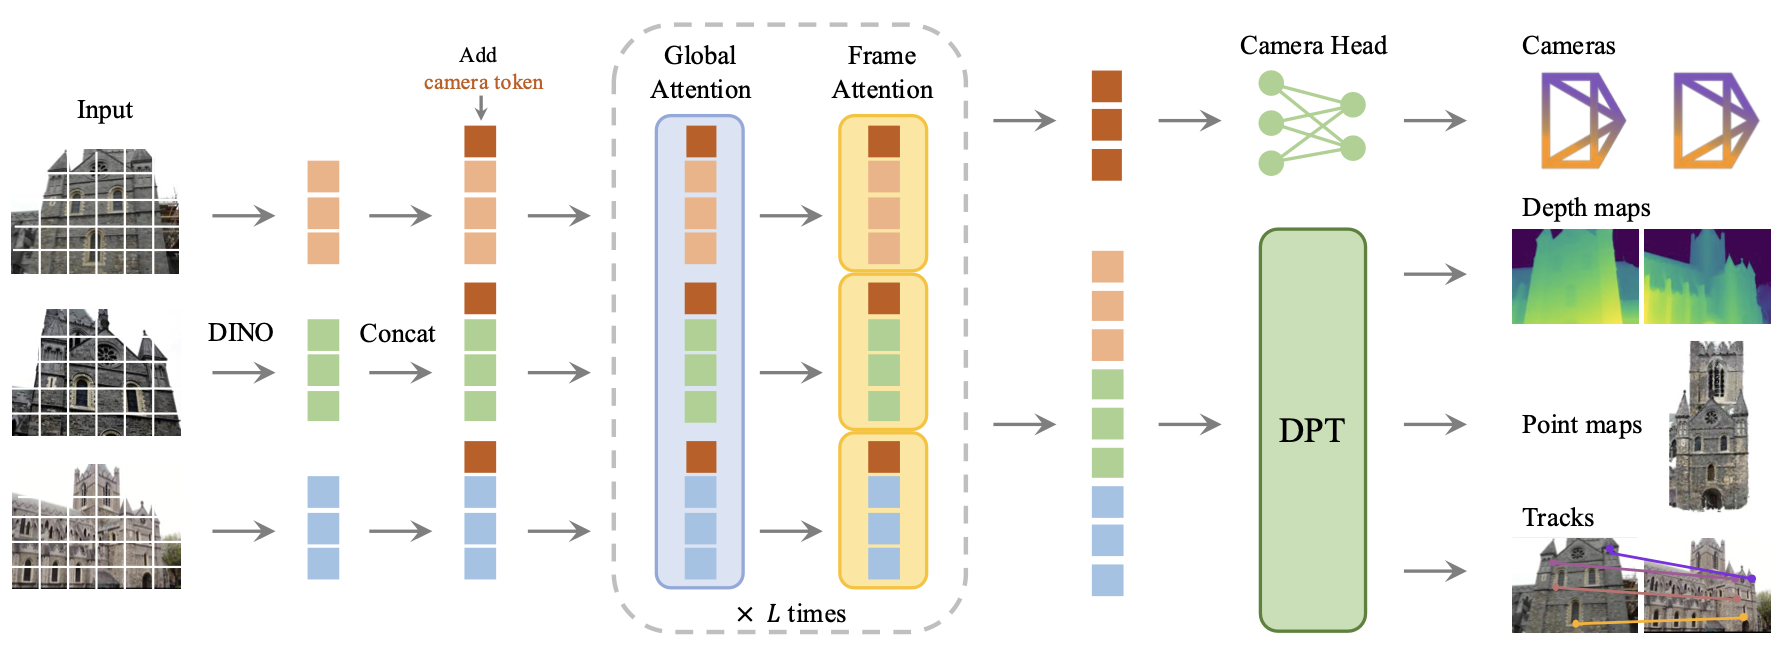 Input
DINO
Concat
Add
camera token
Global
Attention
Frame
Attention
× L times
Camera Head
DPT
Cameras
Depth maps
Point maps
Tracks